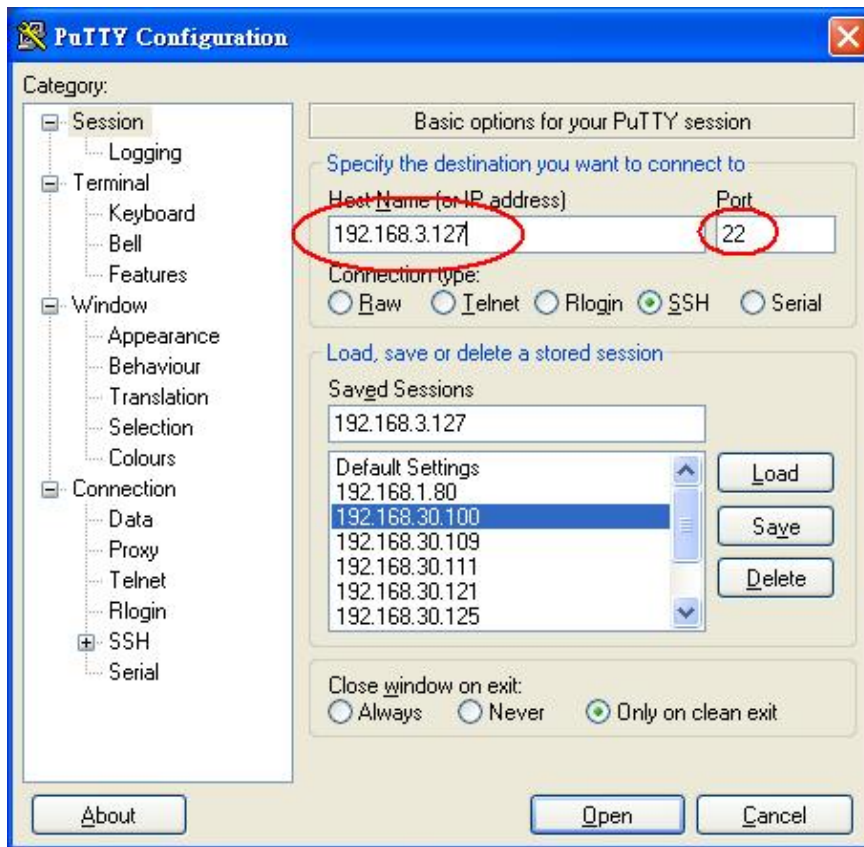 PuTTY Configuration
Category:
Session
Logging
Terminal
Keyboard
Bell
Features
Window
Appearance
Behaviour
Translation
Selection
Colours
Connection
Data
Proxy
Telnet
Rlogin
SSH
Serial
Basic options for your PuTTY session
Specify the destination you want to connect to
Host Name (or IP address) Port
192.168.3.127 22
Connection type:
Raw Telnet Rlogin SSH Serial
Load, save or delete a stored session
Saved Sessions
192.168.3.127
Default Settings
192.168.1.80
192.168.30.100
192.168.30.109
192.168.30.111
192.168.30.121
192.168.30.125
Load
Save
Delete
Close window on exit:
Always Never Only on clean exit
About Open Cancel